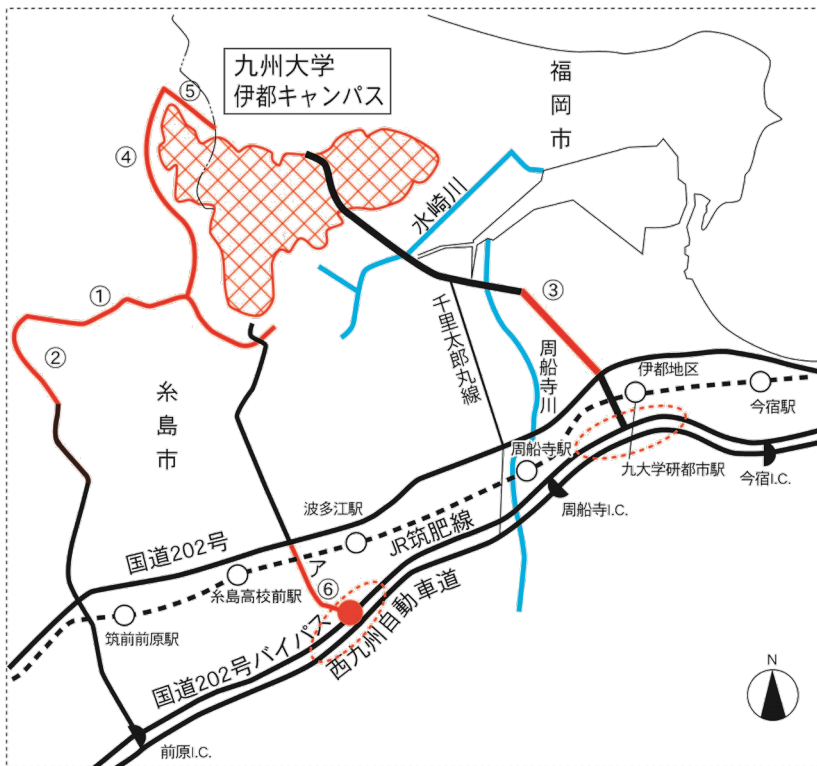 九州大学
伊都キャンパス
福岡市
⑤
④
水崎川
①
③
②
千里太郎丸線
周船寺川
伊都地区
今宿駅
糸島市
周船寺駅
九大学研都市駅
今宿I.C.
波多江駅
周船寺I.C.
国道202号
JR筑肥線
ア
⑥
糸島高校前駅
筑前前原駅
国道202号バイパス
西九州自動車道
前原I.C.
N